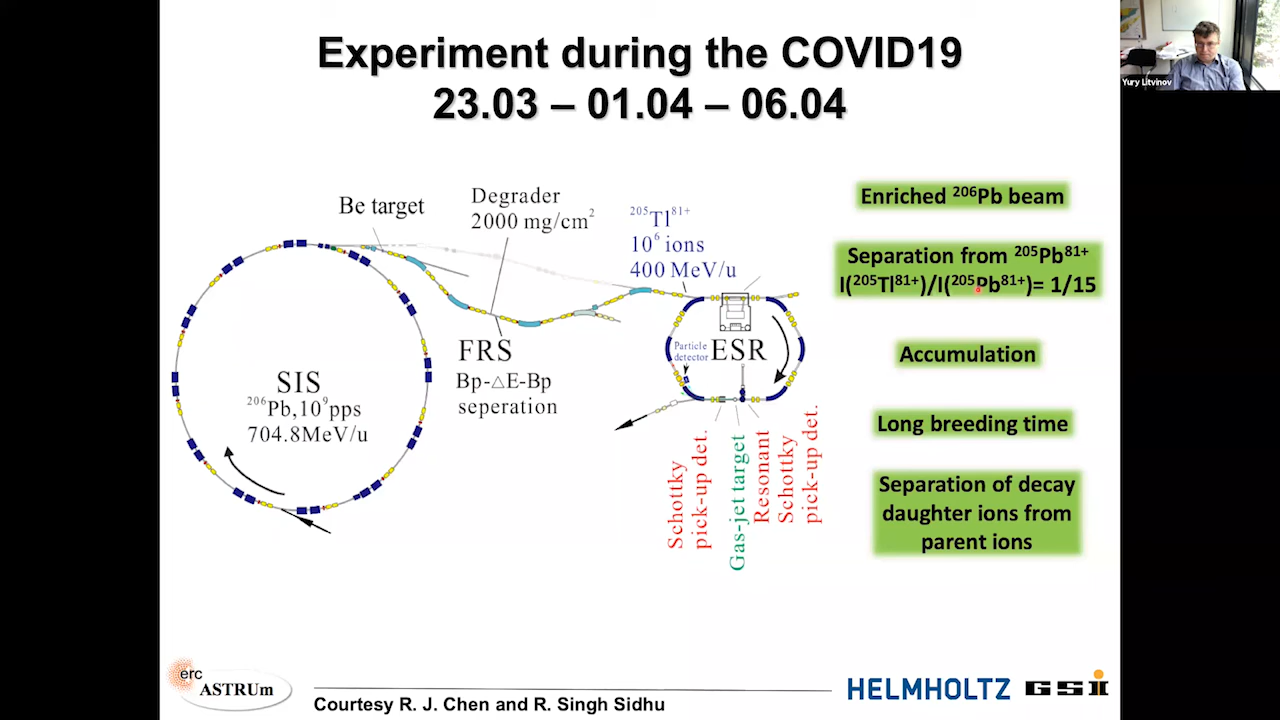 Experiment during the COVID19
23.03 – 01.04 – 06.04
Yury Litvinov
Be target
Degrader
2000 mg/cm²
²⁰⁵Tl⁸¹⁺
10⁶ ions
400 MeV/u
SIS
²⁰⁶Pb,10⁹pps
704.8MeV/u
FRS
Bp-△E-Bp
seperation
Particle
detector
ESR
Schottky
pick-up det.
Gas-jet target
Resonant
Schottky
pick-up det.
Enriched ²⁰⁶Pb beam
Separation from ²⁰⁵Pb⁸¹⁺
I(²⁰⁵Tl⁸¹⁺)/I(²⁰⁵Pb⁸¹⁺)= 1/15
Accumulation
Long breeding time
Separation of decay
daughter ions from
parent ions
erc
ASTRUm
Courtesy R. J. Chen and R. Singh Sidhu
HELMHOLTZ
GSI